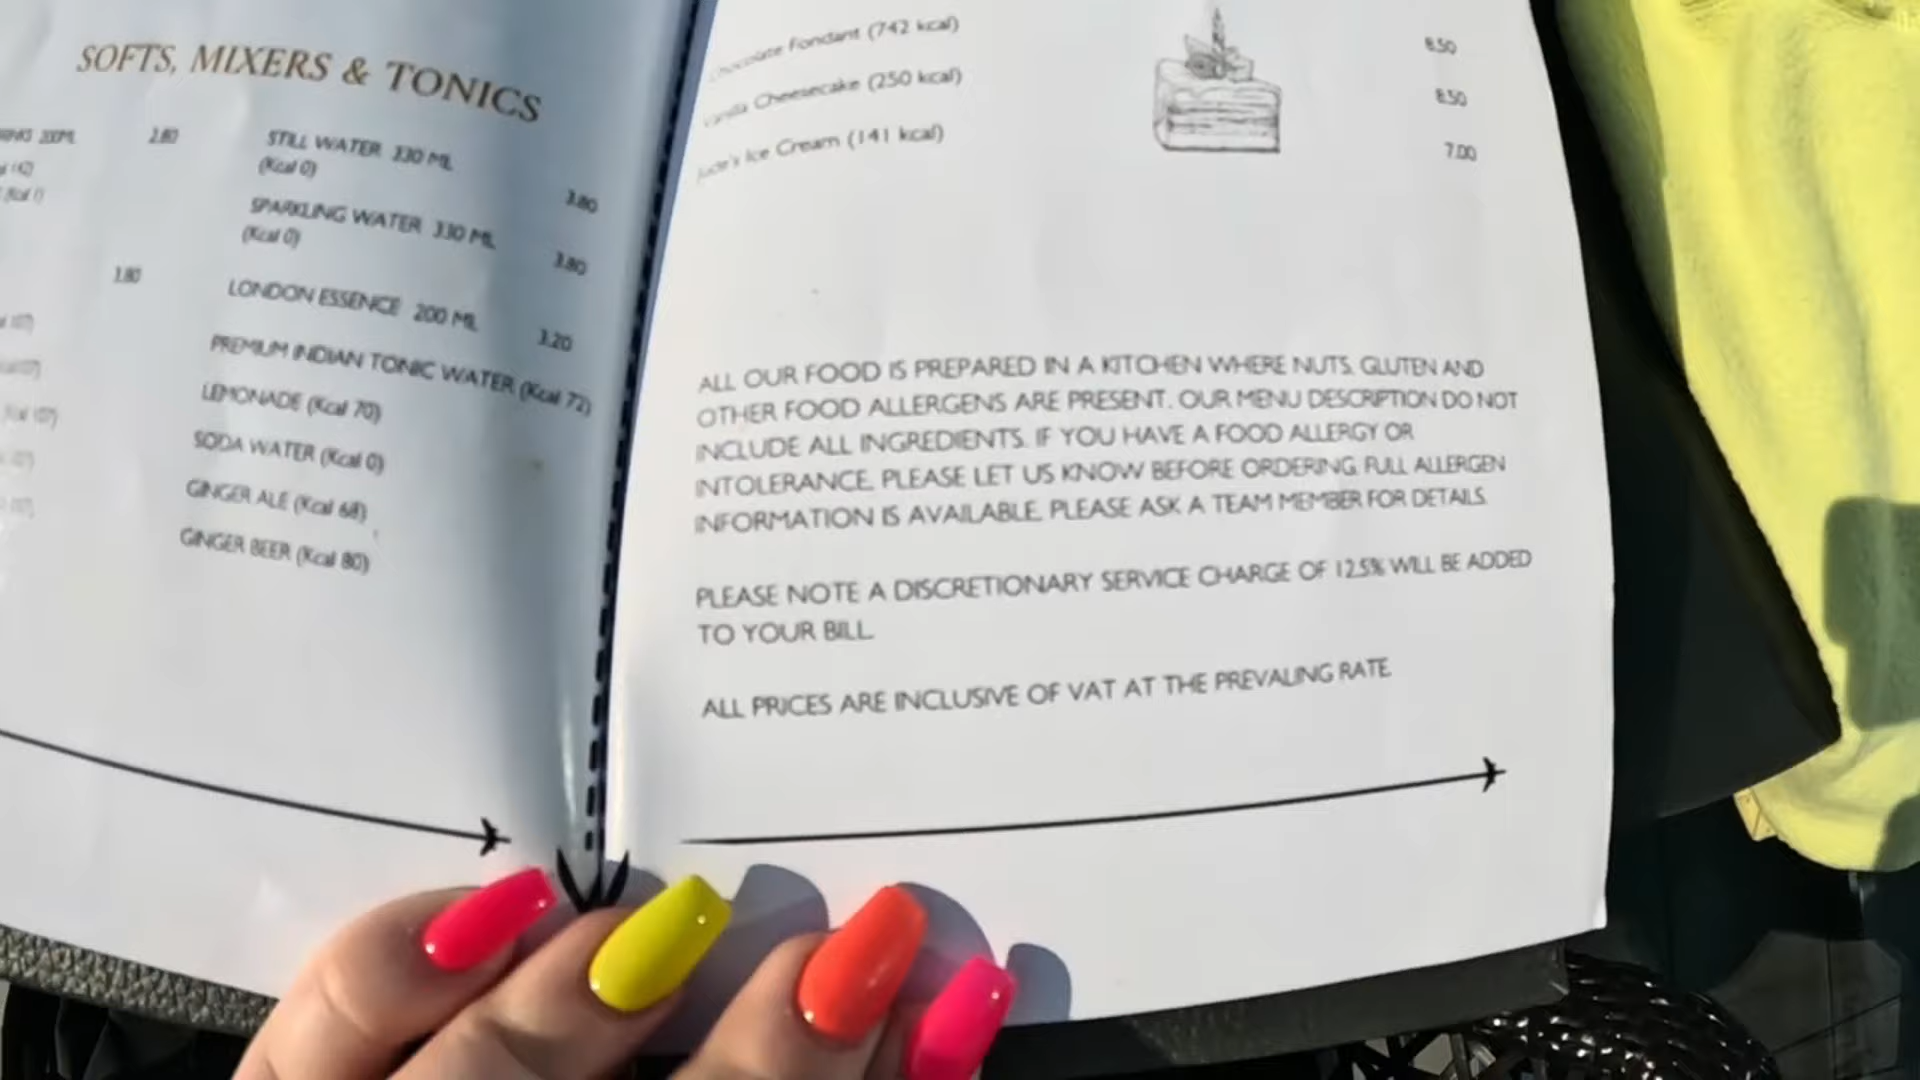 SOFTS, MIXERS & TONICS
2.80
3.80
STILL WATER 330 ML
(Kcal 0)
3.80
SPARKLING WATER 330 ML
(Kcal 0)
3.80
LONDON ESSENCE 200 ML
3.20
PREMIUM INDIAN TONIC WATER (Kcal 72)
LEMONADE (Kcal 70)
SODA WATER (Kcal 0)
GINGER ALE (Kcal 68)
GINGER BEER (Kcal 80)
Chocolate Fondant (742 kcal) 8.50
Vanilla Cheesecake (250 kcal) 8.50
Jude's Ice Cream (141 kcal) 7.00
ALL OUR FOOD IS PREPARED IN A KITCHEN WHERE NUTS, GLUTEN AND
OTHER FOOD ALLERGENS ARE PRESENT. OUR MENU DESCRIPTION DO NOT
INCLUDE ALL INGREDIENTS. IF YOU HAVE A FOOD ALLERGY OR
INTOLERANCE, PLEASE LET US KNOW BEFORE ORDERING. FULL ALLERGEN
INFORMATION IS AVAILABLE, PLEASE ASK A TEAM MEMBER FOR DETAILS.
PLEASE NOTE A DISCRETIONARY SERVICE CHARGE OF 12.5% WILL BE ADDED
TO YOUR BILL.
ALL PRICES ARE INCLUSIVE OF VAT AT THE PREVALING RATE.